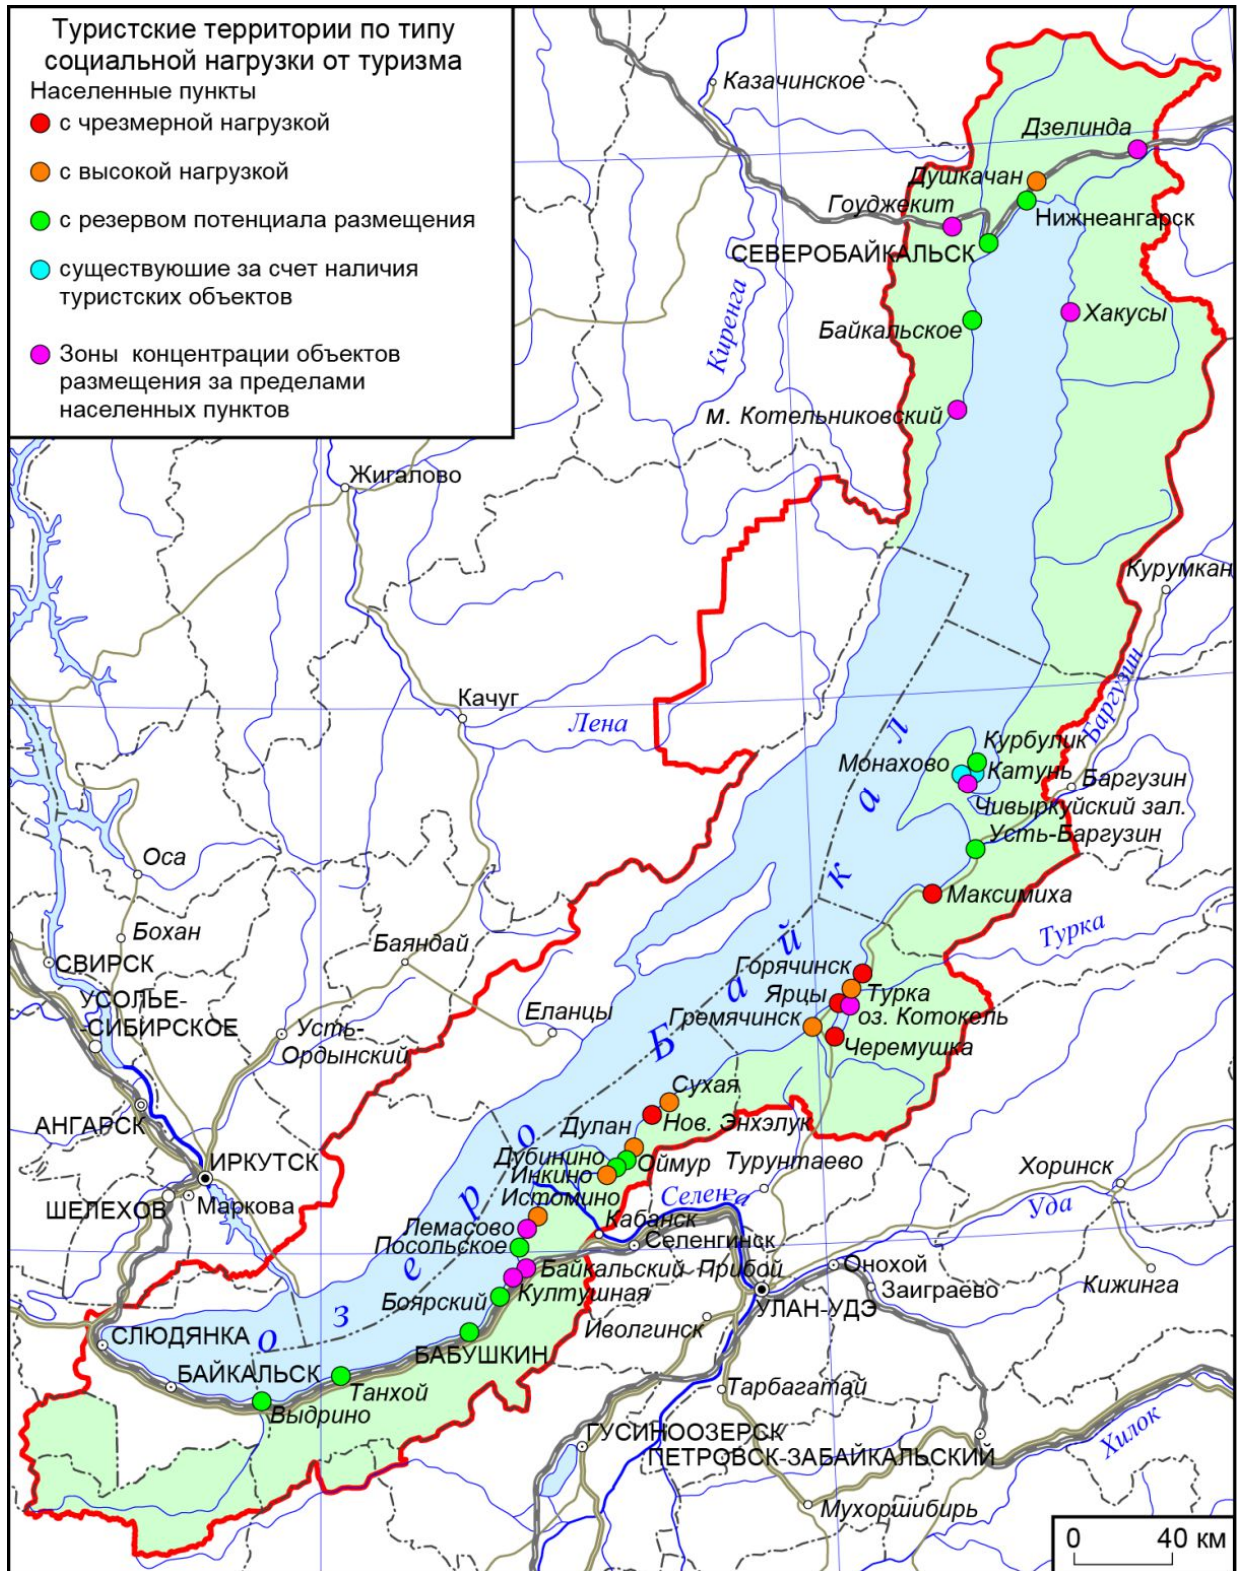 Туристские территории по типу
социальной нагрузки от туризма
Населенные пункты
с чрезмерной нагрузкой
с высокой нагрузкой
с резервом потенциала размещения
существуюшие за счет наличия
туристских объектов
Зоны концентрации объектов
размещения за пределами
населенных пунктов
Казачинское
Дзелинда
Душкачан
Гоуджекит
Нижнеангарск
СЕВЕРОБАЙКАЛЬСК
Киренга
Хакусы
Байкальское
м. Котельниковский
Жигалово
Курумкан
Баргузин
Качуг
Лена
Курбулик
Монахово
Катунь
Баргузин
Чивыркуйский зал.
Усть-Баргузин
Оса
Максимиха
Бохан
Турка
Баяндай
СВИРСК
Горячинск
УСОЛЬЕ-
-СИБИРСКОЕ
Ярцы
Турка
оз. Котокель
Еланцы
Гремячинск
Усть-
Ордынский
Черемушка
озеро Байкал
Сухая
АНГАРСК
Нов. Энхэлук
Дулан
Дубинино
Оймур
ИРКУТСК
Инкино
Турунтаево
Хоринск
Истомино
Селенга
ШЕЛЕХОВ
Маркова
Уда
Лемасово
Кабанск
Посольское
Селенгинск
Байкальский Прибой
Онохой
Кижинга
Култушная
Заиграево
Боярский
УЛАН-УДЭ
Иволгинск
СЛЮДЯНКА
БАБУШКИН
БАЙКАЛЬСК
Танхой
Тарбагатай
Выдрино
ГУСИНООЗЕРСК
Хилок
ПЕТРОВСК-ЗАБАЙКАЛЬСКИЙ
Мухоршибирь
0 40 км